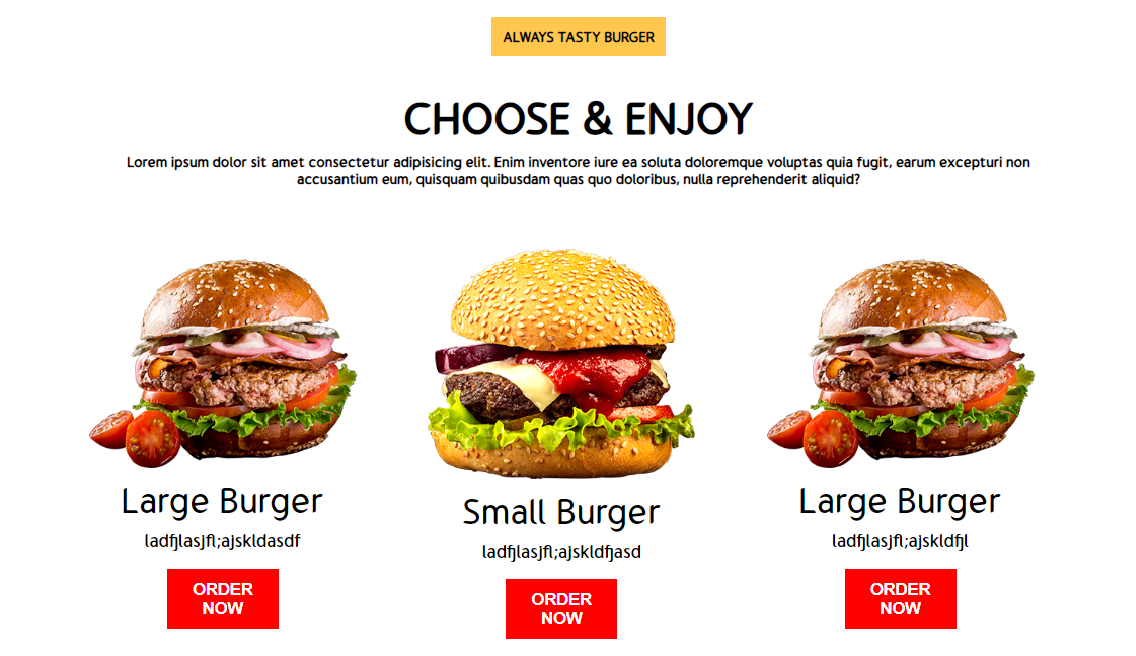 ALWAYS TASTY BURGER
CHOOSE & ENJOY
Lorem ipsum dolor sit amet consectetur adipisicing elit. Enim inventore iure ea soluta doloremque voluptas quia fugit, earum excepturi non
accusantium eum, quisquam quibusdam quas quo doloribus, nulla reprehenderit aliquid?
Large Burger
ladfjlasjfl;ajskldasdf
ORDER
NOW
Small Burger
ladfjlasjfl;ajskldfjasd
ORDER
NOW
Large Burger
ladfjlasjfl;ajskldfjl
ORDER
NOW